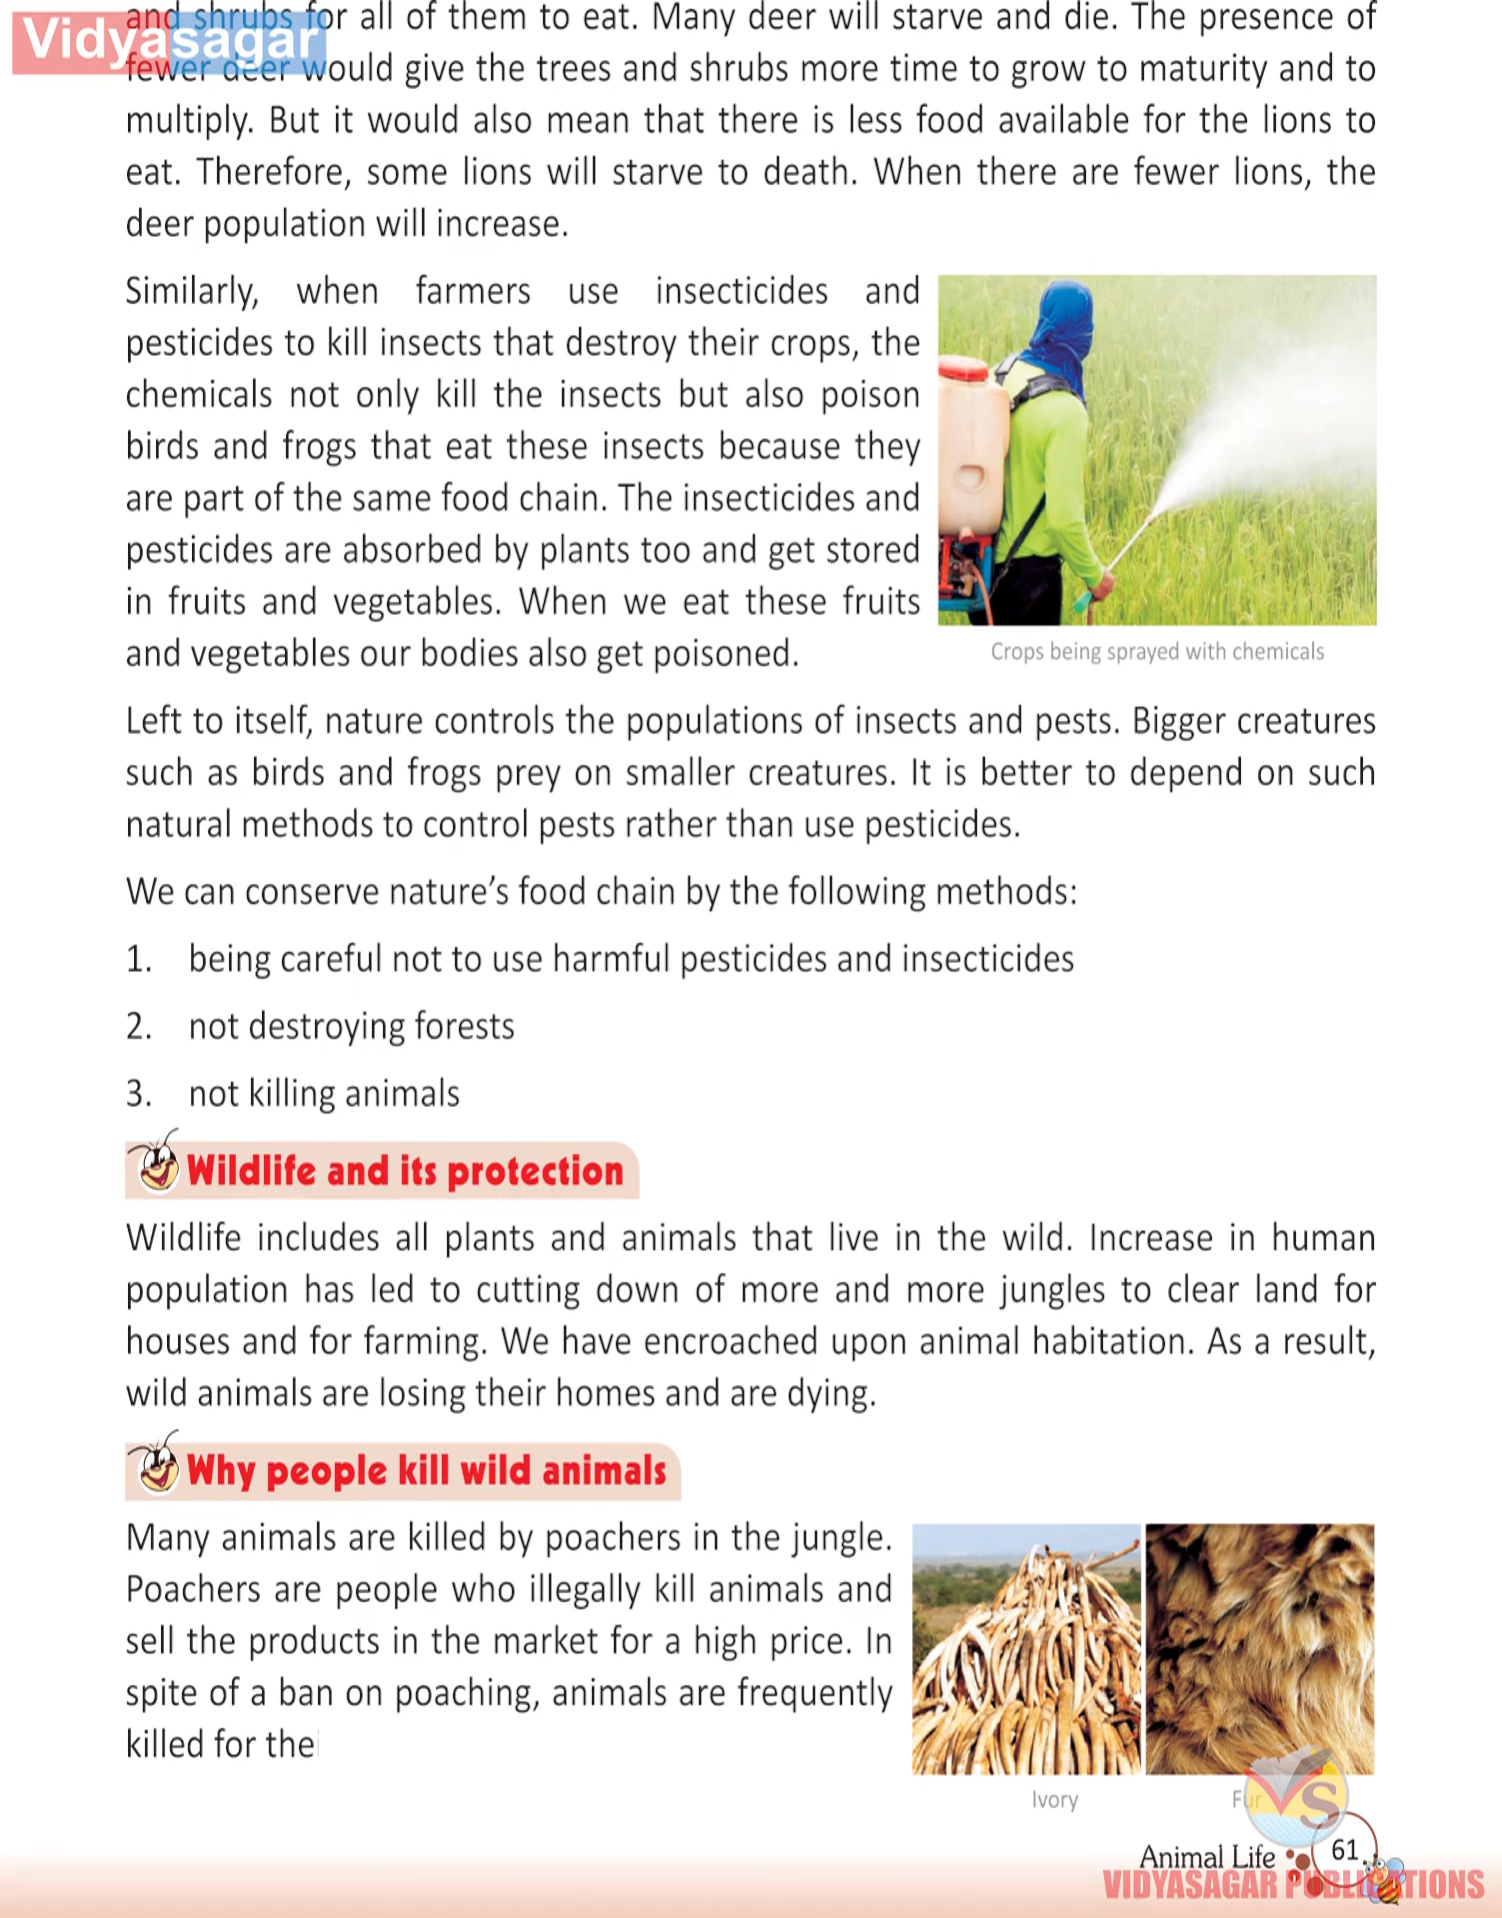 Vidyasagar
and shrubs for all of them to eat. Many deer will starve and die. The presence of
fewer deer would give the trees and shrubs more time to grow to maturity and to
multiply. But it would also mean that there is less food available for the lions to
eat. Therefore, some lions will starve to death. When there are fewer lions, the
deer population will increase.
Similarly, when farmers use insecticides and
pesticides to kill insects that destroy their crops, the
chemicals not only kill the insects but also poison
birds and frogs that eat these insects because they
are part of the same food chain. The insecticides and
pesticides are absorbed by plants too and get stored
in fruits and vegetables. When we eat these fruits
and vegetables our bodies also get poisoned.
Crops being sprayed with chemicals
Left to itself, nature controls the populations of insects and pests. Bigger creatures
such as birds and frogs prey on smaller creatures. It is better to depend on such
natural methods to control pests rather than use pesticides.
We can conserve nature’s food chain by the following methods:
1. being careful not to use harmful pesticides and insecticides
2. not destroying forests
3. not killing animals
Wildlife and its protection
Wildlife includes all plants and animals that live in the wild. Increase in human
population has led to cutting down of more and more jungles to clear land for
houses and for farming. We have encroached upon animal habitation. As a result,
wild animals are losing their homes and are dying.
Why people kill wild animals
Many animals are killed by poachers in the jungle.
Poachers are people who illegally kill animals and
sell the products in the market for a high price. In
spite of a ban on poaching, animals are frequently
killed for the
Ivory
Fur
VS
Animal Life
61
VIDYASAGAR PUBLICATIONS